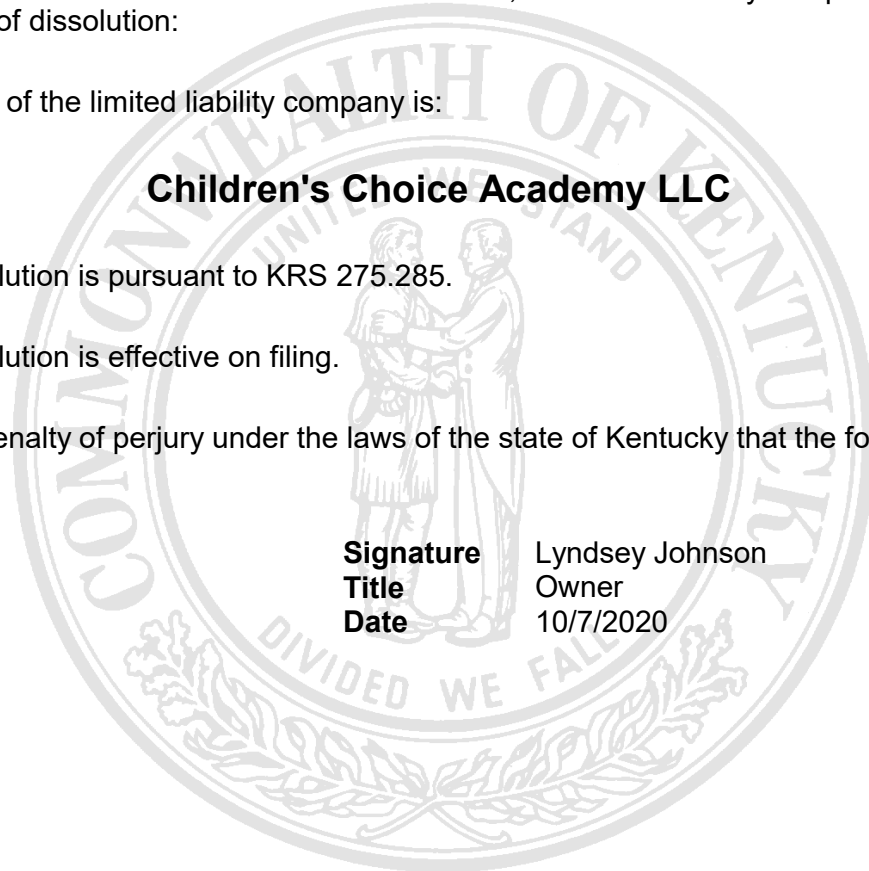 of dissolution:
of the limited liability company is:
Children's Choice Academy LLC
lution is pursuant to KRS 275.285.
lution is effective on filing.
enalty of perjury under the laws of the state of Kentucky that the fo
Signature Lyndsey Johnson
Title Owner
Date 10/7/2020
COMMONWEALTH OF KENTUCKY
UNITED WE STAND
DIVIDED WE FALL